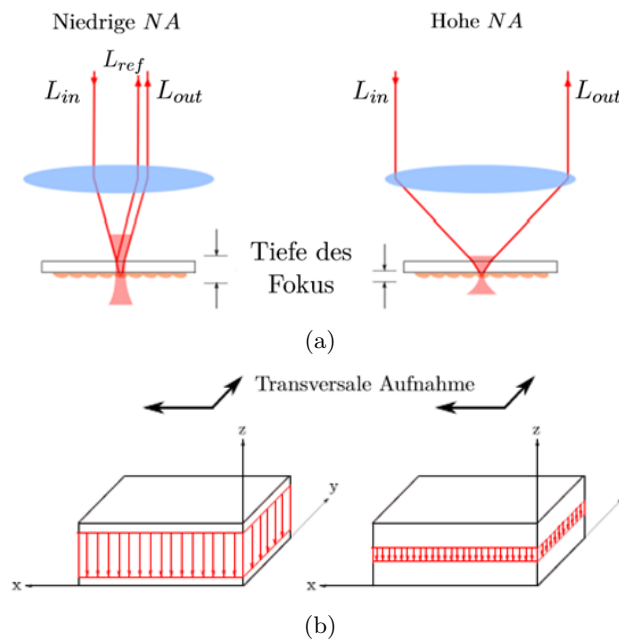 Niedrige NA
Hohe NA
L_ref
L_in
L_out
L_in
L_out
Tiefe des
Fokus
(a)
Transversale Aufnahme
z
z
y
x
x
(b)